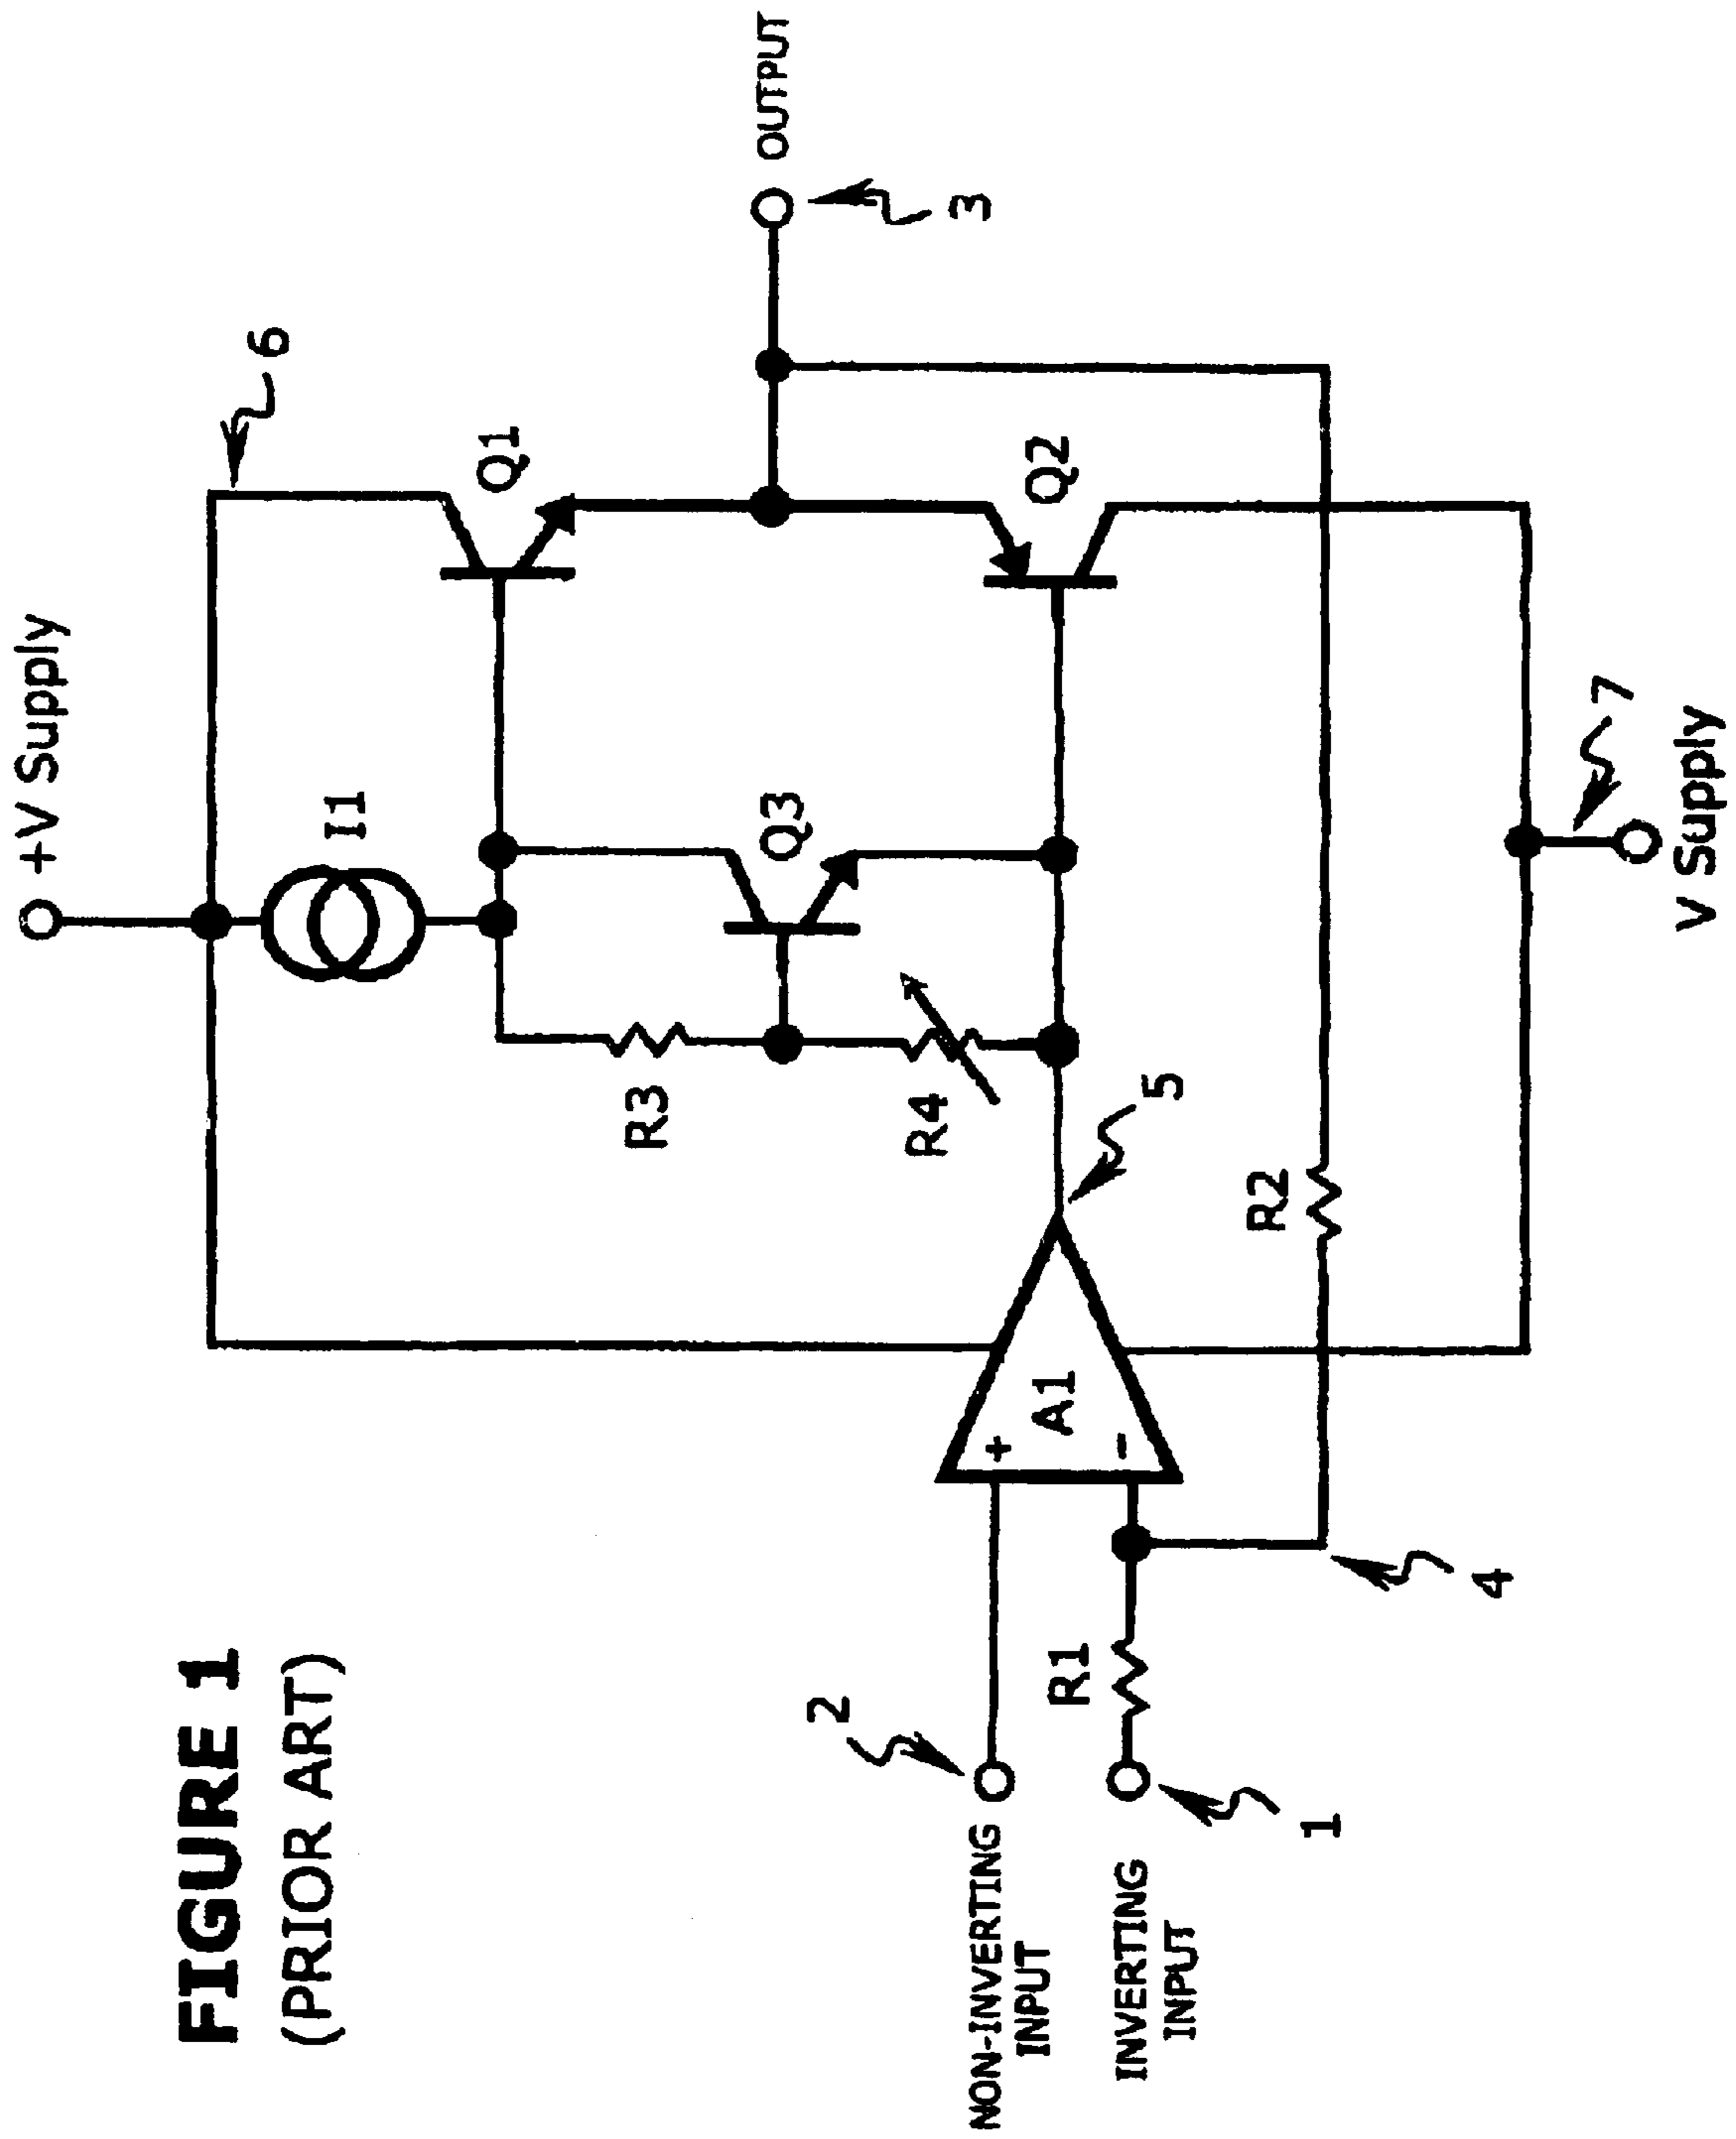 FIGURE 1
(PRIOR ART)
+V Supply
6
I1
Q1
R3
Q3
OUTPUT
3
R4
Q2
5
2
NON-INVERTING
INPUT
+
A1
-
R1
INVERTING
INPUT
1
R2
4
7
V Supply